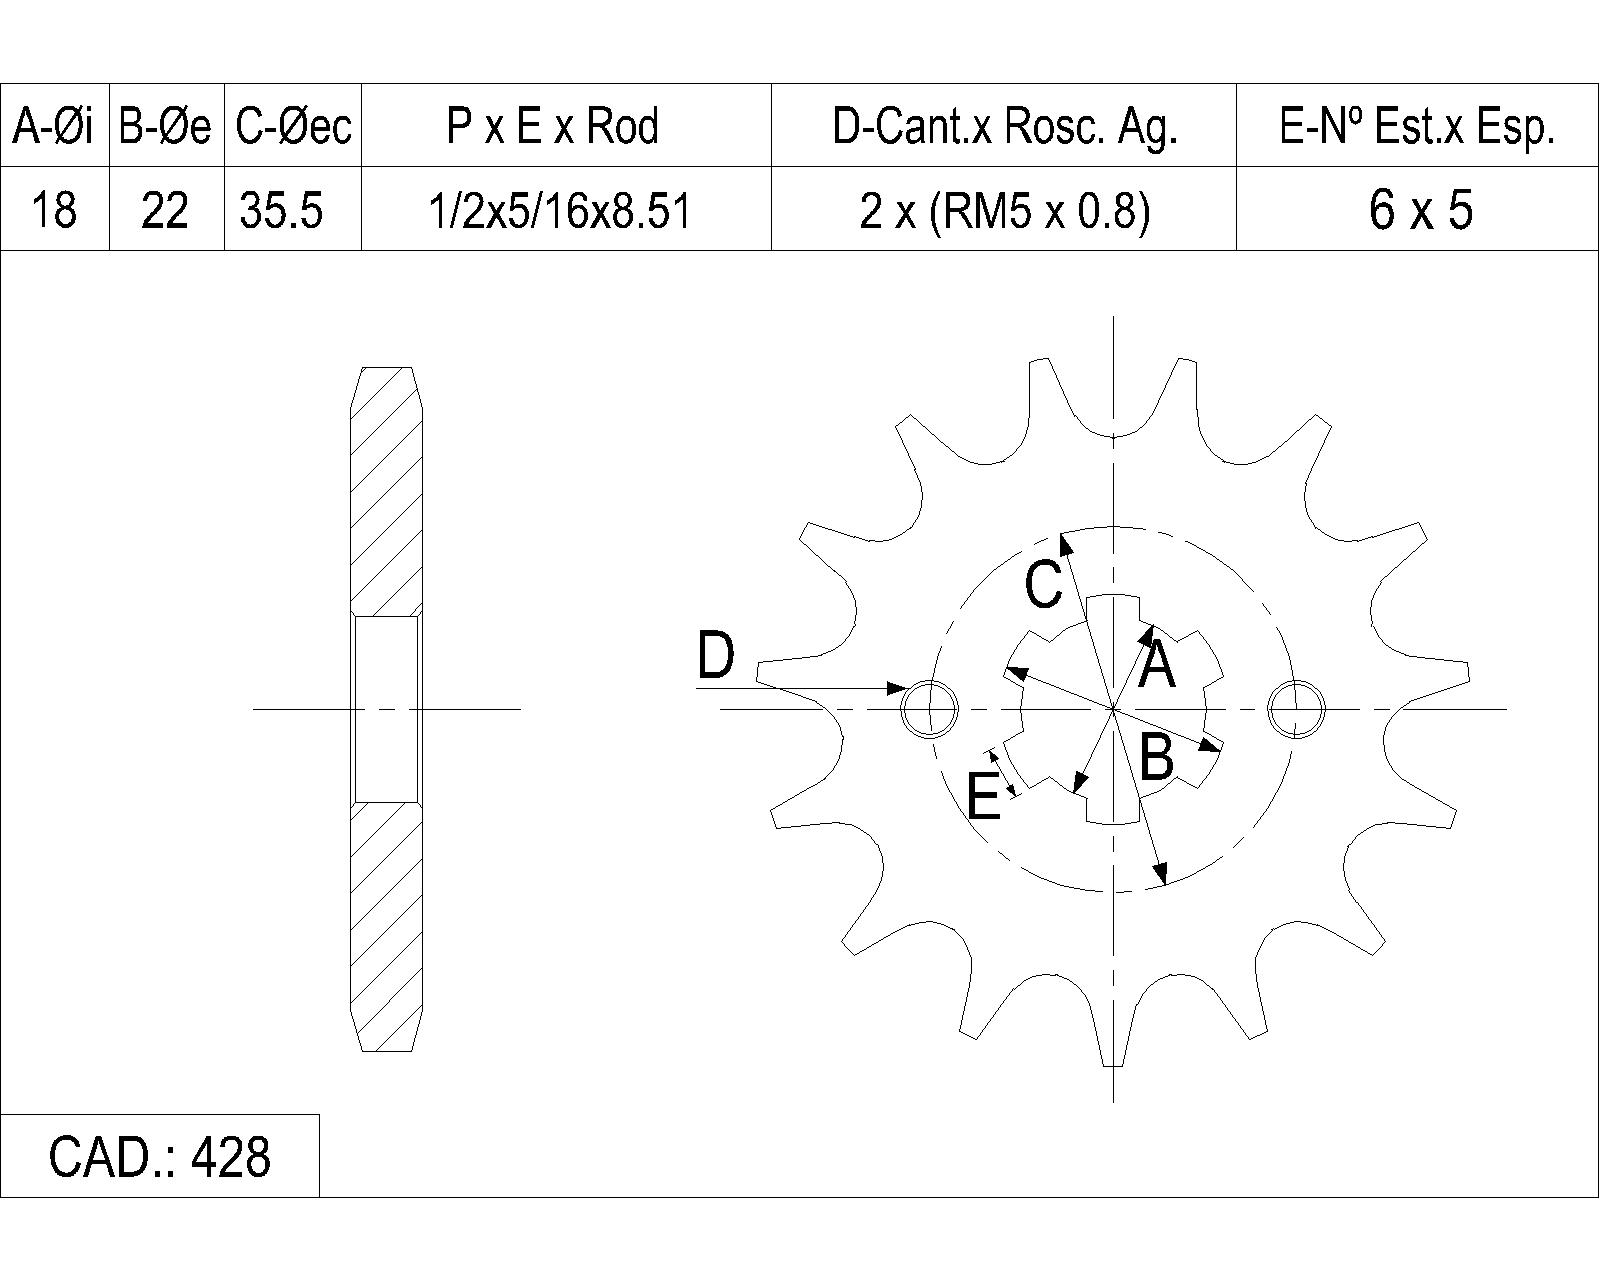 A-Øi B-Øe C-Øec P x E x Rod D-Cant.x Rosc. Ag. E-Nº Est.x Esp.
18 22 35.5 1/2x5/16x8.51 2 x (RM5 x 0.8) 6 x 5
C
D
A
B
E
CAD.: 428